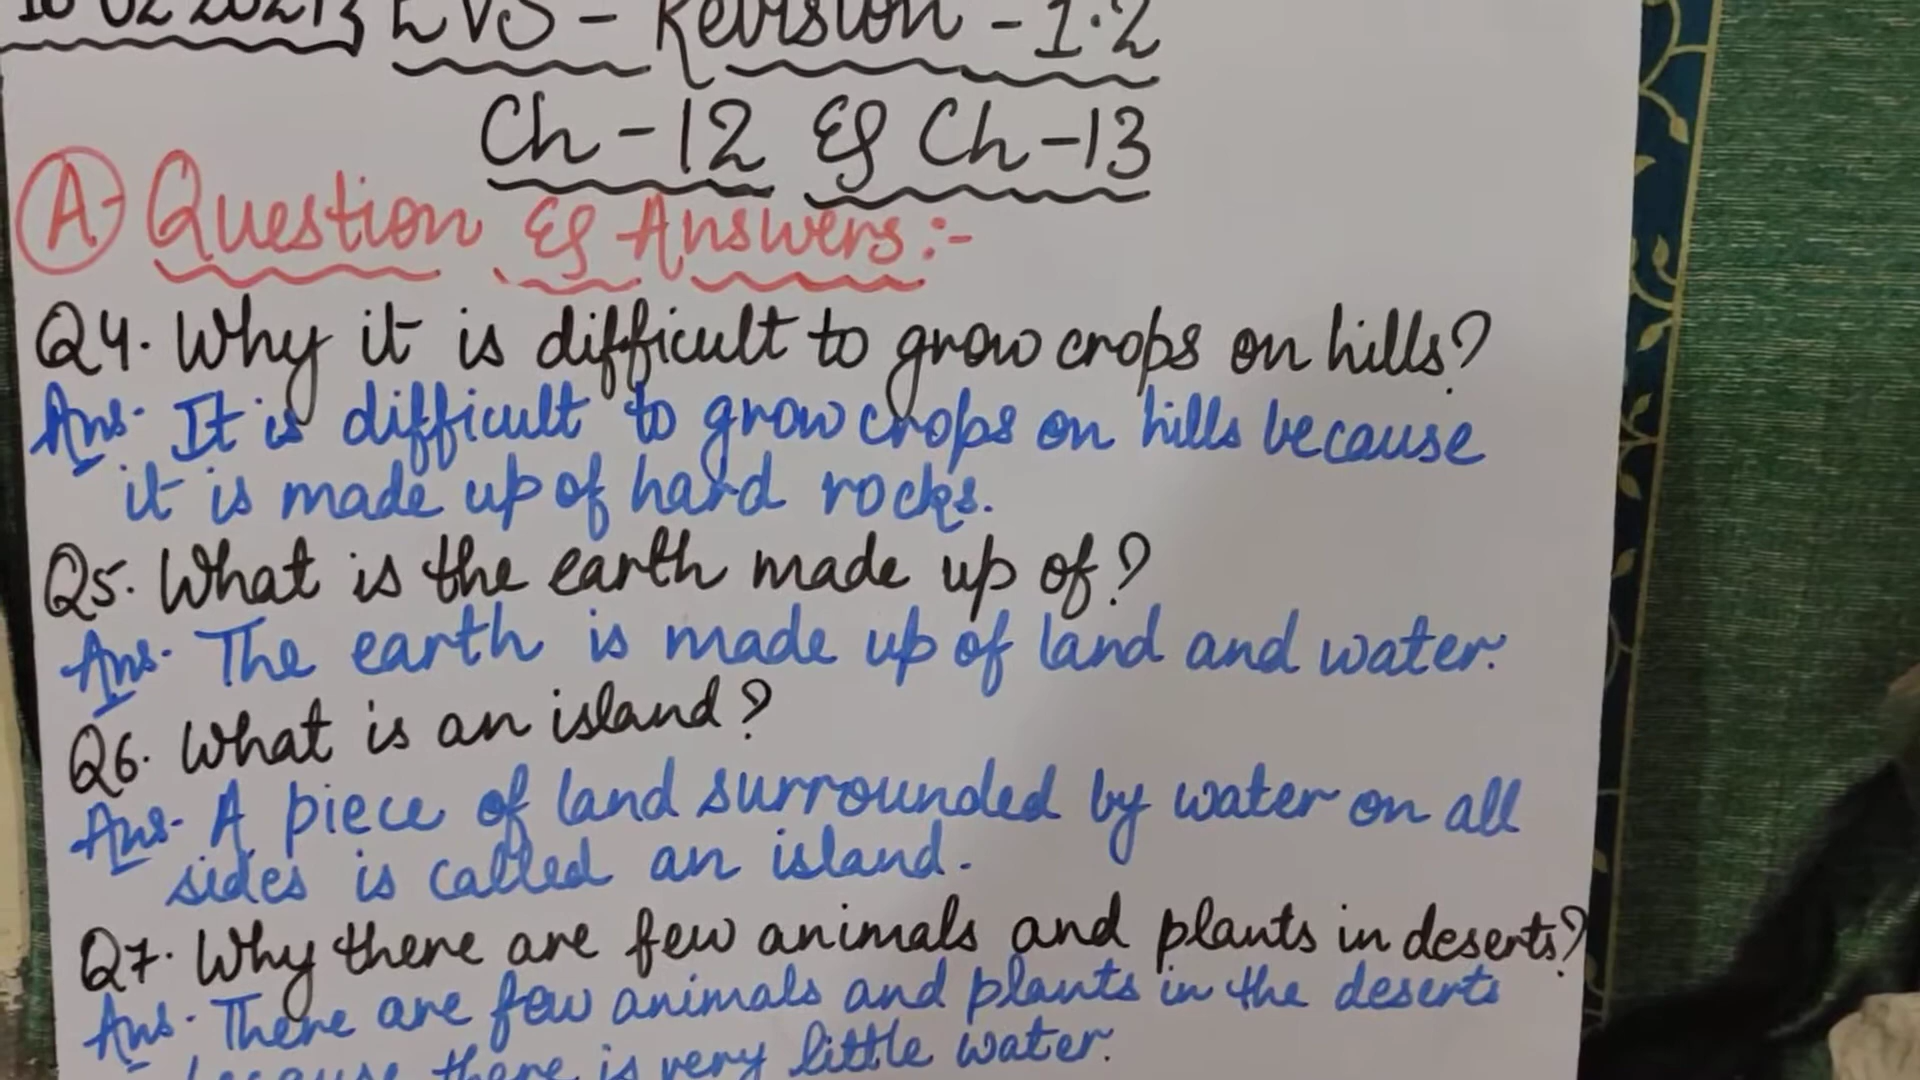 EVS - Revision - 1.2
Ch-12 & Ch-13
A- Question & Answers:-
Q4. Why it is difficult to grow crops on hills?
Ans. It is difficult to grow crops on hills because
it is made up of hard rocks.
Q5. What is the earth made up of?
Ans. The earth is made up of land and water.
Q6. What is an island?
Ans. A piece of land surrounded by water on all
sides is called an island.
Q7. Why there are few animals and plants in deserts?
Ans. There are few animals and plants in the deserts
because there is very little water.